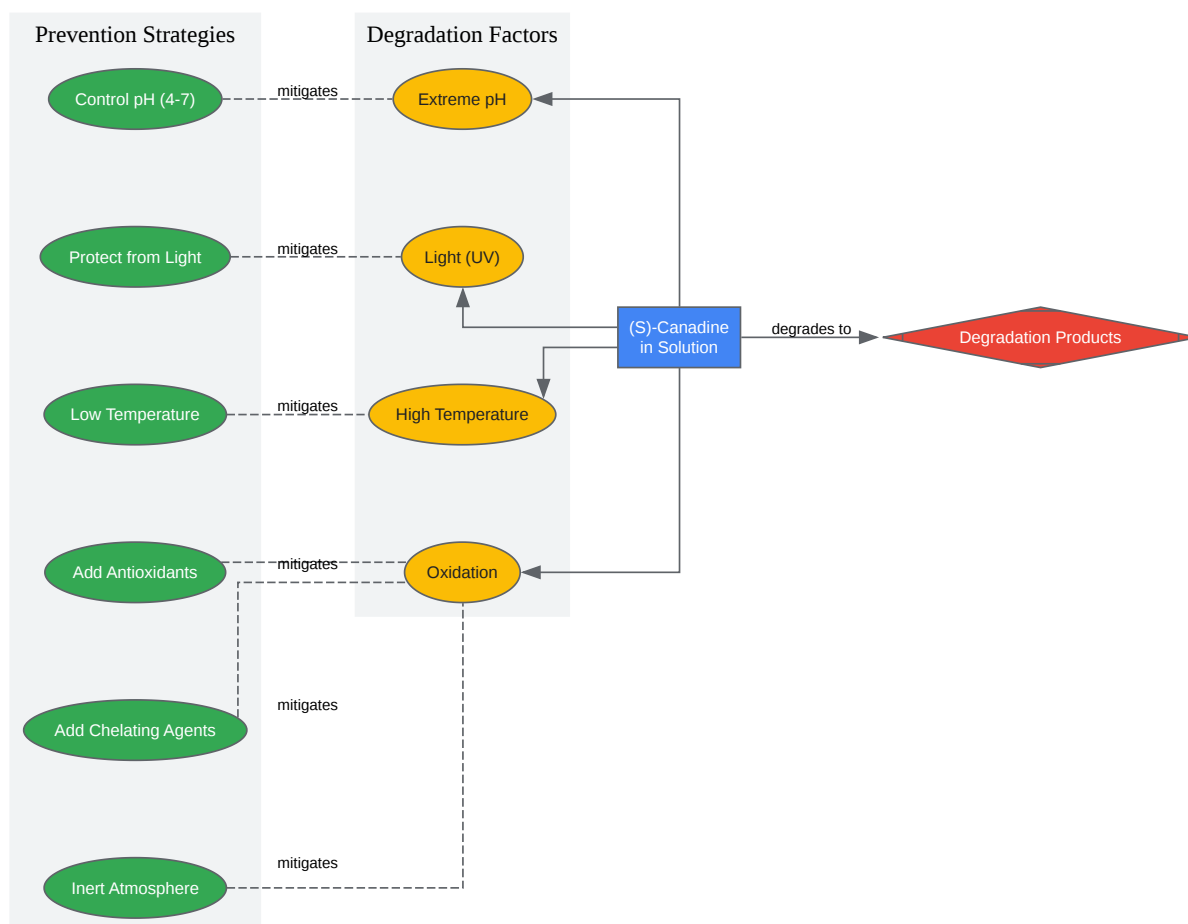 Prevention Strategies
Degradation Factors
Control pH (4-7)
mitigates
Extreme pH
Protect from Light
mitigates
Light (UV)
(S)-Canadine
in Solution
degrades to
Degradation Products
Low Temperature
mitigates
High Temperature
Add Antioxidants
mitigates
Oxidation
Add Chelating Agents
mitigates
Inert Atmosphere
mitigates